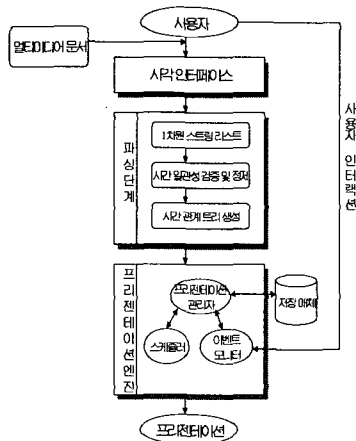 사용자
멀티미디어 문서
시각 인터페이스
파싱단계
1차원 스트링 리스트
시간 일관성 검증 및 정제
시간 관계 트리 생성
사용자 인터랙션
프리젠테이션엔진
프리젠테이션
관리자
저장 매체
스케줄러
이벤트
모니터
프리젠테이션